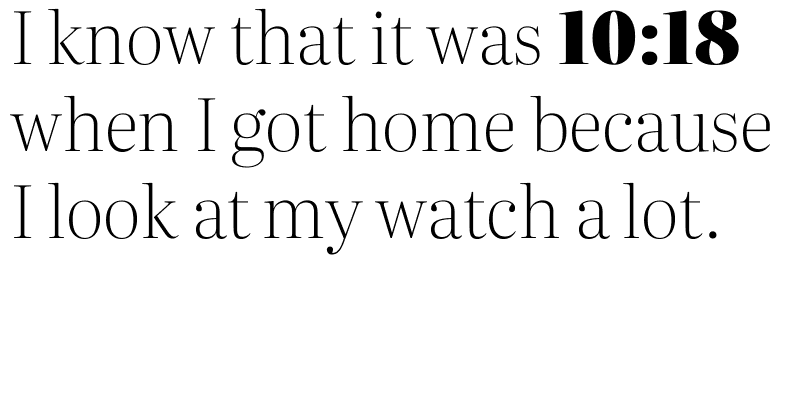 I know that it was 10:18
when I got home because
I look at my watch a lot.